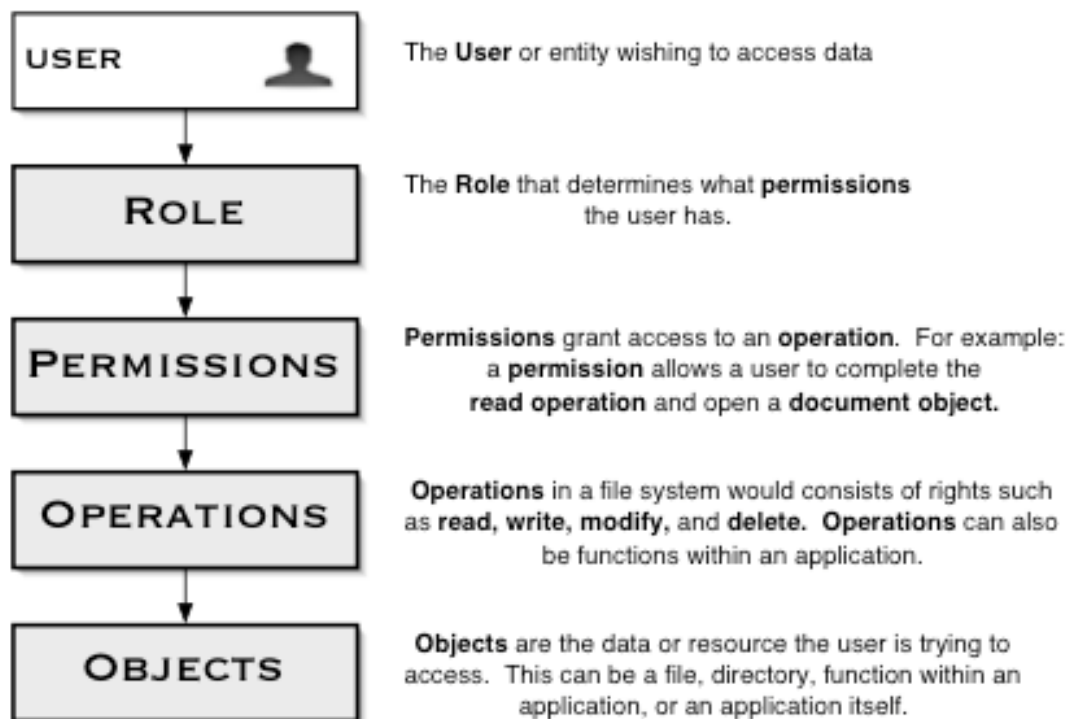 USER
The User or entity wishing to access data
ROLE
The Role that determines what permissions
the user has.
PERMISSIONS
Permissions grant access to an operation.  For example:
a permission allows a user to complete the
read operation and open a document object.
OPERATIONS
Operations in a file system would consists of rights such
as read, write, modify, and delete.  Operations can also
be functions within an application.
OBJECTS
Objects are the data or resource the user is trying to
access.  This can be a file, directory, function within an
application, or an application itself.